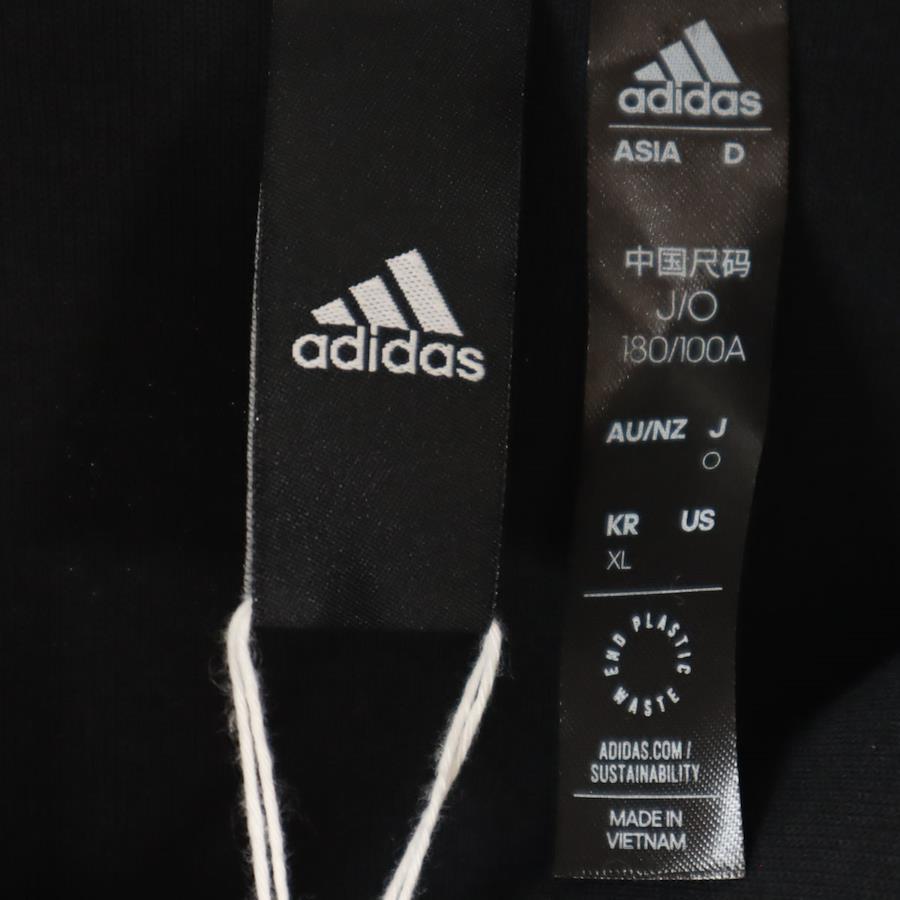 adidas
adidas
ASIA D
中国尺码
J/O
180/100A
AU/NZ J
O
KR US
XL
END PLASTIC WASTE
ADIDAS.COM /
SUSTAINABILITY
MADE IN
VIETNAM